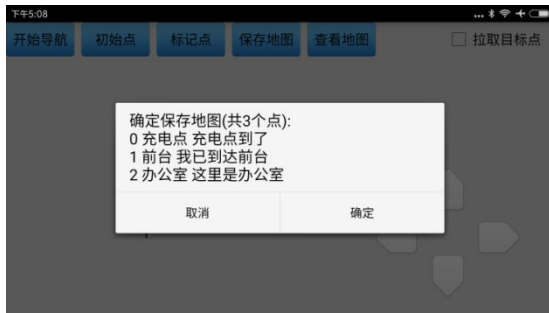 下午5:08
...
开始导航 初始点 标记点 保存地图 查看地图 拉取目标点
确定保存地图(共3个点):
0 充电点 充电点到了
1 前台 我已到达前台
2 办公室 这里是办公室
取消 确定